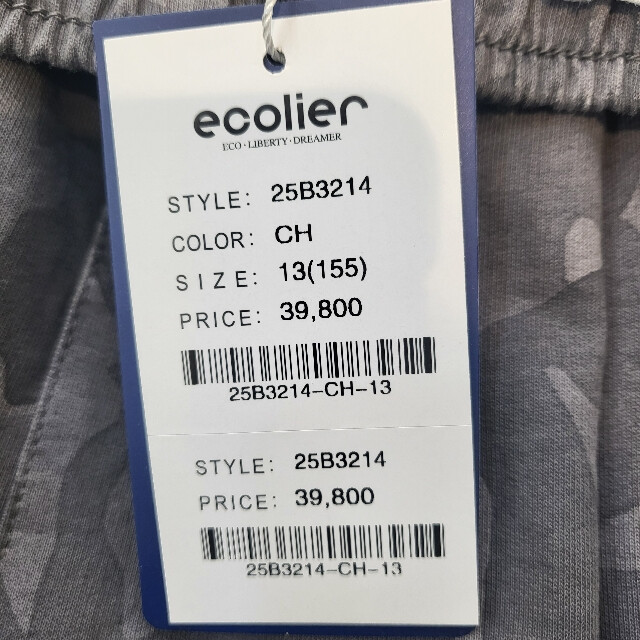 ecolier
ECO·LIBERTY·DREAMER
STYLE: 25B3214
COLOR: CH
SIZE: 13(155)
PRICE: 39,800
25B3214-CH-13
STYLE: 25B3214
PRICE: 39,800
25B3214-CH-13